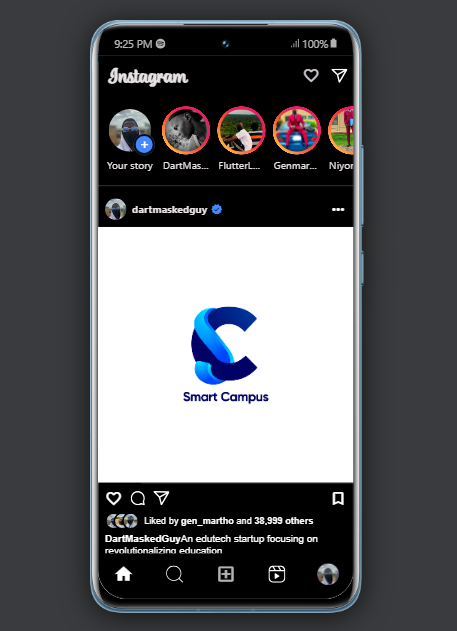 9:25 PM 100%
Instagram
Your story DartMas... FlutterL... Genmar... Niyor
dartmaskedguy
Smart Campus
Liked by gen_martho and 38,999 others
DartMaskedGuyAn edutech startup focusing on
revolutionalizing education